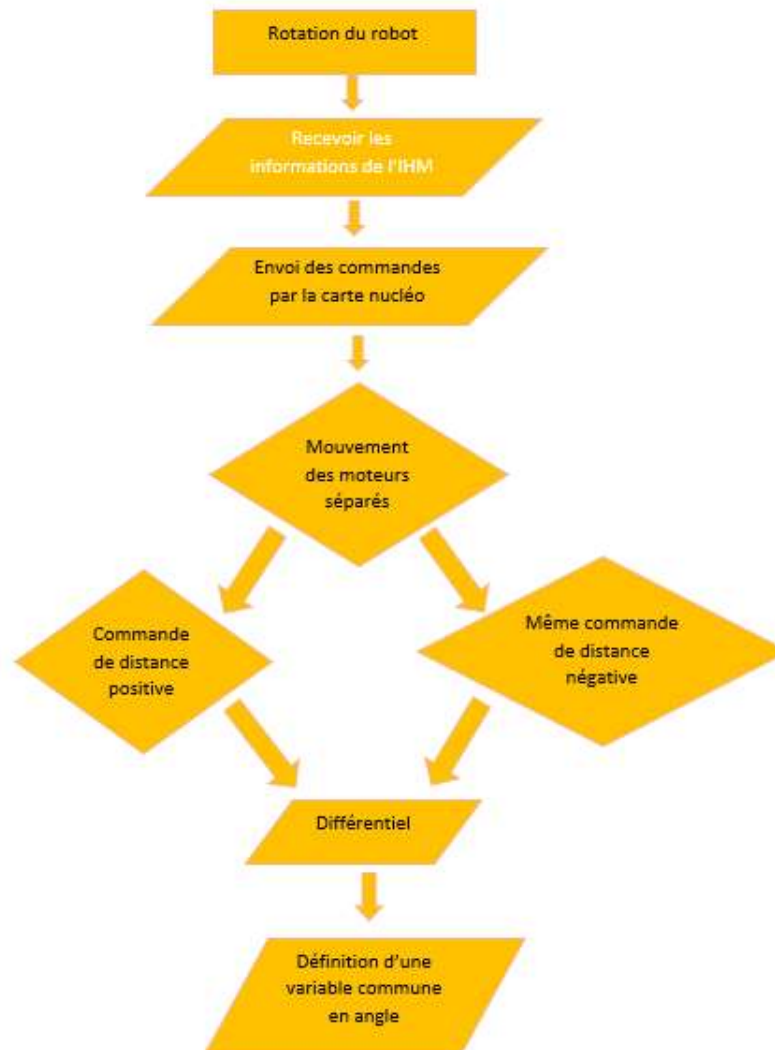 Rotation du robot
Recevoir les
informations de l'IHM
Envoi des commandes
par la carte nucléo
Mouvement
des moteurs
séparés
Commande
de distance
positive
Même commande
de distance
négative
Différentiel
Définition d'une
variable commune
en angle